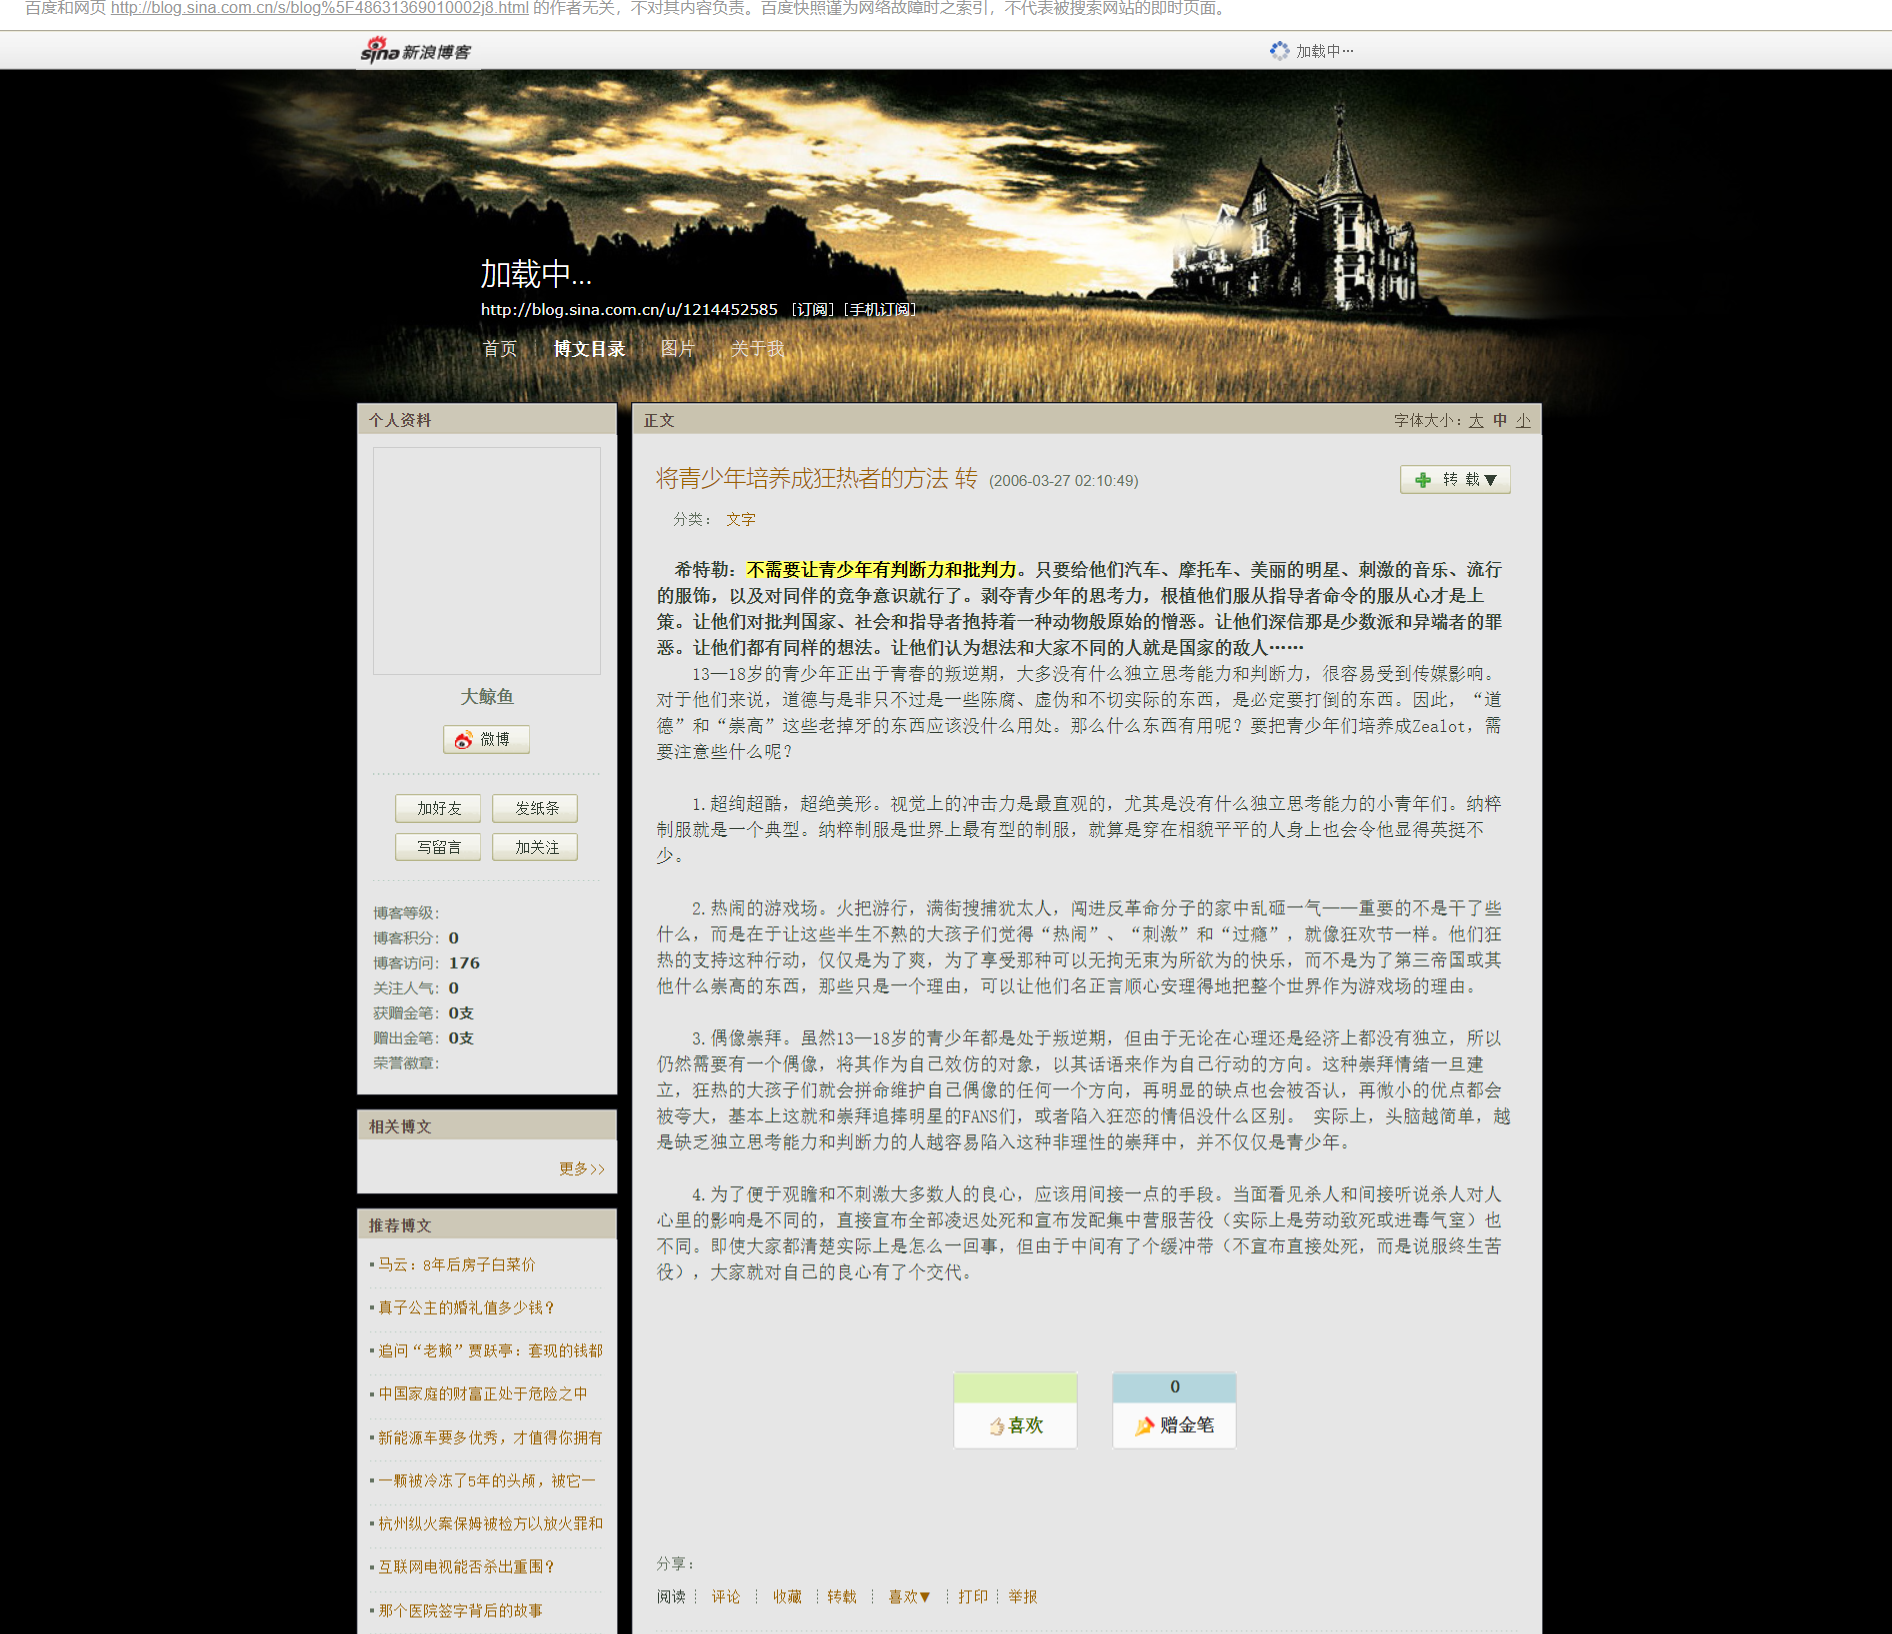 百度和网页 http://blog.sina.com.cn/s/blog%5F48631369010002j8.html 的作者无关，不对其内容负责。百度快照谨为网络故障时之索引，不代表被搜索网站的即时页面。
sina 新浪博客
加载中…
加载中...
http://blog.sina.com.cn/u/1214452585 [订阅] [手机订阅]
首页 博文目录 图片 关于我
个人资料
大鲸鱼
微博
加好友 发纸条
写留言 加关注
博客等级：
博客积分：0
博客访问：176
关注人气：0
获赠金笔：0支
赠出金笔：0支
荣誉徽章：
相关博文
更多>>
推荐博文
马云：8年后房子白菜价
真子公主的婚礼值多少钱？
追问“老赖”贾跃亭：套现的钱都
中国家庭的财富正处于危险之中
新能源车要多优秀，才值得你拥有
一颗被冷冻了5年的头颅，被它一
杭州纵火案保姆被检方以放火罪和
互联网电视能否杀出重围？
那个医院签字背后的故事
正文 字体大小：大 中 小
将青少年培养成狂热者的方法 转 (2006-03-27 02:10:49)
转 载▼
分类： 文字
希特勒：不需要让青少年有判断力和批判力。只要给他们汽车、摩托车、美丽的明星、刺激的音乐、流行
的服饰，以及对同伴的竞争意识就行了。剥夺青少年的思考力，根植他们服从指导者命令的服从心才是上
策。让他们对批判国家、社会和指导者抱持着一种动物般原始的憎恶。让他们深信那是少数派和异端者的罪
恶。让他们都有同样的想法。让他们认为想法和大家不同的人就是国家的敌人……
13—18岁的青少年正出于青春的叛逆期，大多没有什么独立思考能力和判断力，很容易受到传媒影响。
对于他们来说，道德与是非只不过是一些陈腐、虚伪和不切实际的东西，是必定要打倒的东西。因此，“道
德”和“崇高”这些老掉牙的东西应该没什么用处。那么什么东西有用呢？要把青少年们培养成Zealot，需
要注意些什么呢？
1.超绚超酷，超绝美形。视觉上的冲击力是最直观的，尤其是没有什么独立思考能力的小青年们。纳粹
制服就是一个典型。纳粹制服是世界上最有型的制服，就算是穿在相貌平平的人身上也会令他显得英挺不
少。
2.热闹的游戏场。火把游行，满街搜捕犹太人，闯进反革命分子的家中乱砸一气——重要的不是干了些
什么，而是在于让这些半生不熟的大孩子们觉得“热闹”、“刺激”和“过瘾”，就像狂欢节一样。他们狂
热的支持这种行动，仅仅是为了爽，为了享受那种可以无拘无束为所欲为的快乐，而不是为了第三帝国或其
他什么崇高的东西，那些只是一个理由，可以让他们名正言顺心安理得地把整个世界作为游戏场的理由。
3.偶像崇拜。虽然13—18岁的青少年都是处于叛逆期，但由于无论在心理还是经济上都没有独立，所以
仍然需要有一个偶像，将其作为自己效仿的对象，以其话语来作为自己行动的方向。这种崇拜情绪一旦建
立，狂热的大孩子们就会拼命维护自己偶像的任何一个方向，再明显的缺点也会被否认，再微小的优点都会
被夸大，基本上这就和崇拜追捧明星的FANS们，或者陷入狂恋的情侣没什么区别。 实际上，头脑越简单，越
是缺乏独立思考能力和判断力的人越容易陷入这种非理性的崇拜中，并不仅仅是青少年。
4.为了便于观瞻和不刺激大多数人的良心，应该用间接一点的手段。当面看见杀人和间接听说杀人对人
心里的影响是不同的，直接宣布全部凌迟处死和宣布发配集中营服苦役（实际上是劳动致死或进毒气室）也
不同。即使大家都清楚实际上是怎么一回事，但由于中间有了个缓冲带（不宣布直接处死，而是说服终生苦
役），大家就对自己的良心有了个交代。
0
喜欢 赠金笔
分享：
阅读 评论 收藏 转载 喜欢▼ 打印 举报